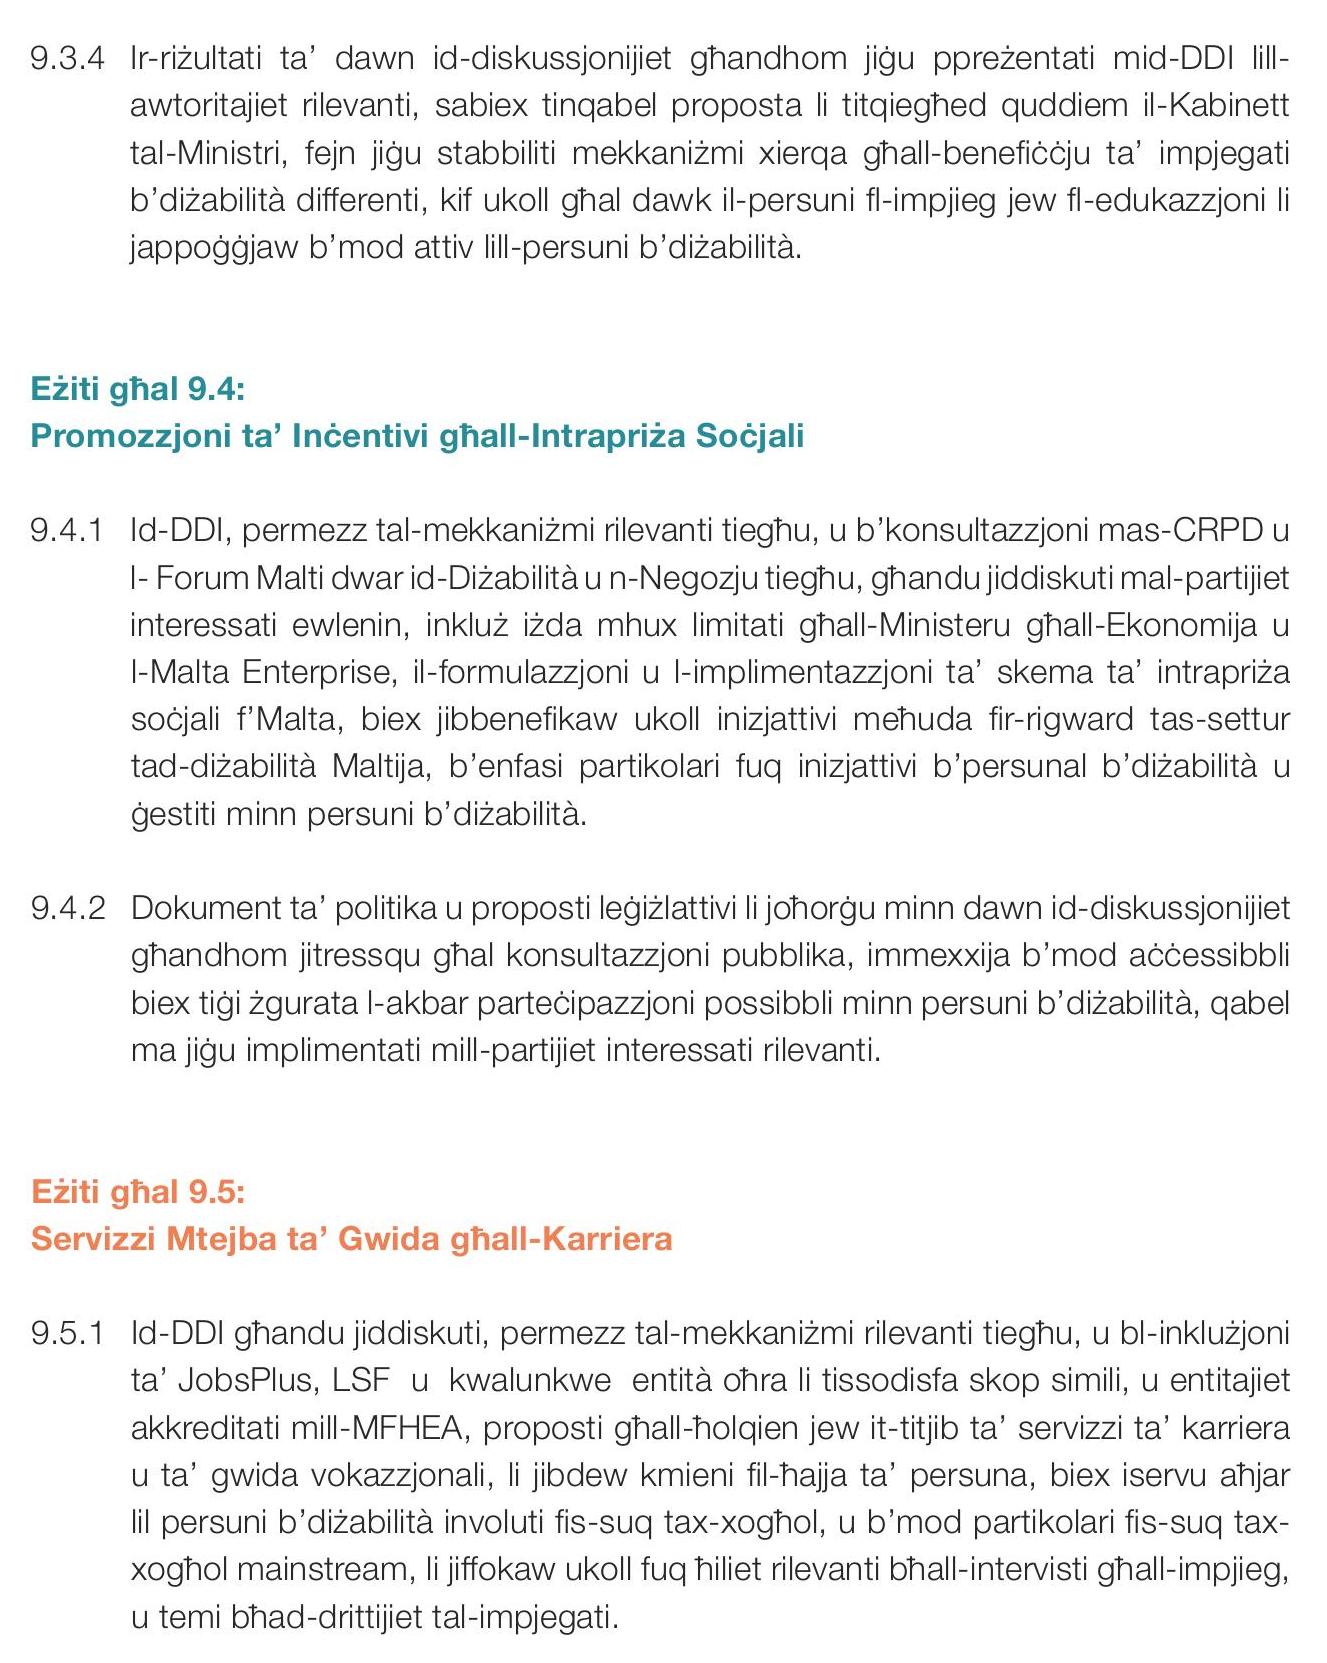 9.3.4 Ir-riżultati ta’ dawn id-diskussjonijiet għandhom jiġu ppreżentati mid-DDI lill-
awtoritajiet rilevanti, sabiex tinqabel proposta li titqiegħed quddiem il-Kabinett
tal-Ministri, fejn jiġu stabbiliti mekkaniżmi xierqa għall-benefiċċju ta’ impjegati
b’diżabilità differenti, kif ukoll għal dawk il-persuni fl-impjieg jew fl-edukazzjoni li
jappoġġjaw b’mod attiv lill-persuni b’diżabilità.
Eżiti għal 9.4:
Promozzjoni ta’ Inċentivi għall-Intrapriża Soċjali
9.4.1 Id-DDI, permezz tal-mekkaniżmi rilevanti tiegħu, u b’konsultazzjoni mas-CRPD u
l- Forum Malti dwar id-Diżabilità u n-Negozju tiegħu, għandu jiddiskuti mal-partijiet
interessati ewlenin, inkluż iżda mhux limitati għall-Ministeru għall-Ekonomija u
l-Malta Enterprise, il-formulazzjoni u l-implimentazzjoni ta’ skema ta’ intrapriża
soċjali f’Malta, biex jibbenefikaw ukoll inizjattivi meħuda fir-rigward tas-settur
tad-diżabilità Maltija, b’enfasi partikolari fuq inizjattivi b’persunal b’diżabilità u
ġestiti minn persuni b’diżabilità.
9.4.2 Dokument ta’ politika u proposti leġiżlattivi li joħorġu minn dawn id-diskussjonijiet
għandhom jitressqu għal konsultazzjoni pubblika, immexxija b’mod aċċessibbli
biex tiġi żgurata l-akbar parteċipazzjoni possibbli minn persuni b’diżabilità, qabel
ma jiġu implimentati mill-partijiet interessati rilevanti.
Eżiti għal 9.5:
Servizzi Mtejba ta’ Gwida għall-Karriera
9.5.1 Id-DDI għandu jiddiskuti, permezz tal-mekkaniżmi rilevanti tiegħu, u bl-inklużjoni
ta’ JobsPlus, LSF u kwalunkwe entità oħra li tissodisfa skop simili, u entitajiet
akkreditati mill-MFHEA, proposti għall-ħolqien jew it-titjib ta’ servizzi ta’ karriera
u ta’ gwida vokazzjonali, li jibdew kmieni fil-ħajja ta’ persuna, biex iservu aħjar
lil persuni b’diżabilità involuti fis-suq tax-xogħol, u b’mod partikolari fis-suq tax-
xogħol mainstream, li jiffokaw ukoll fuq ħiliet rilevanti bħall-intervisti għall-impjieg,
u temi bħad-drittijiet tal-impjegati.